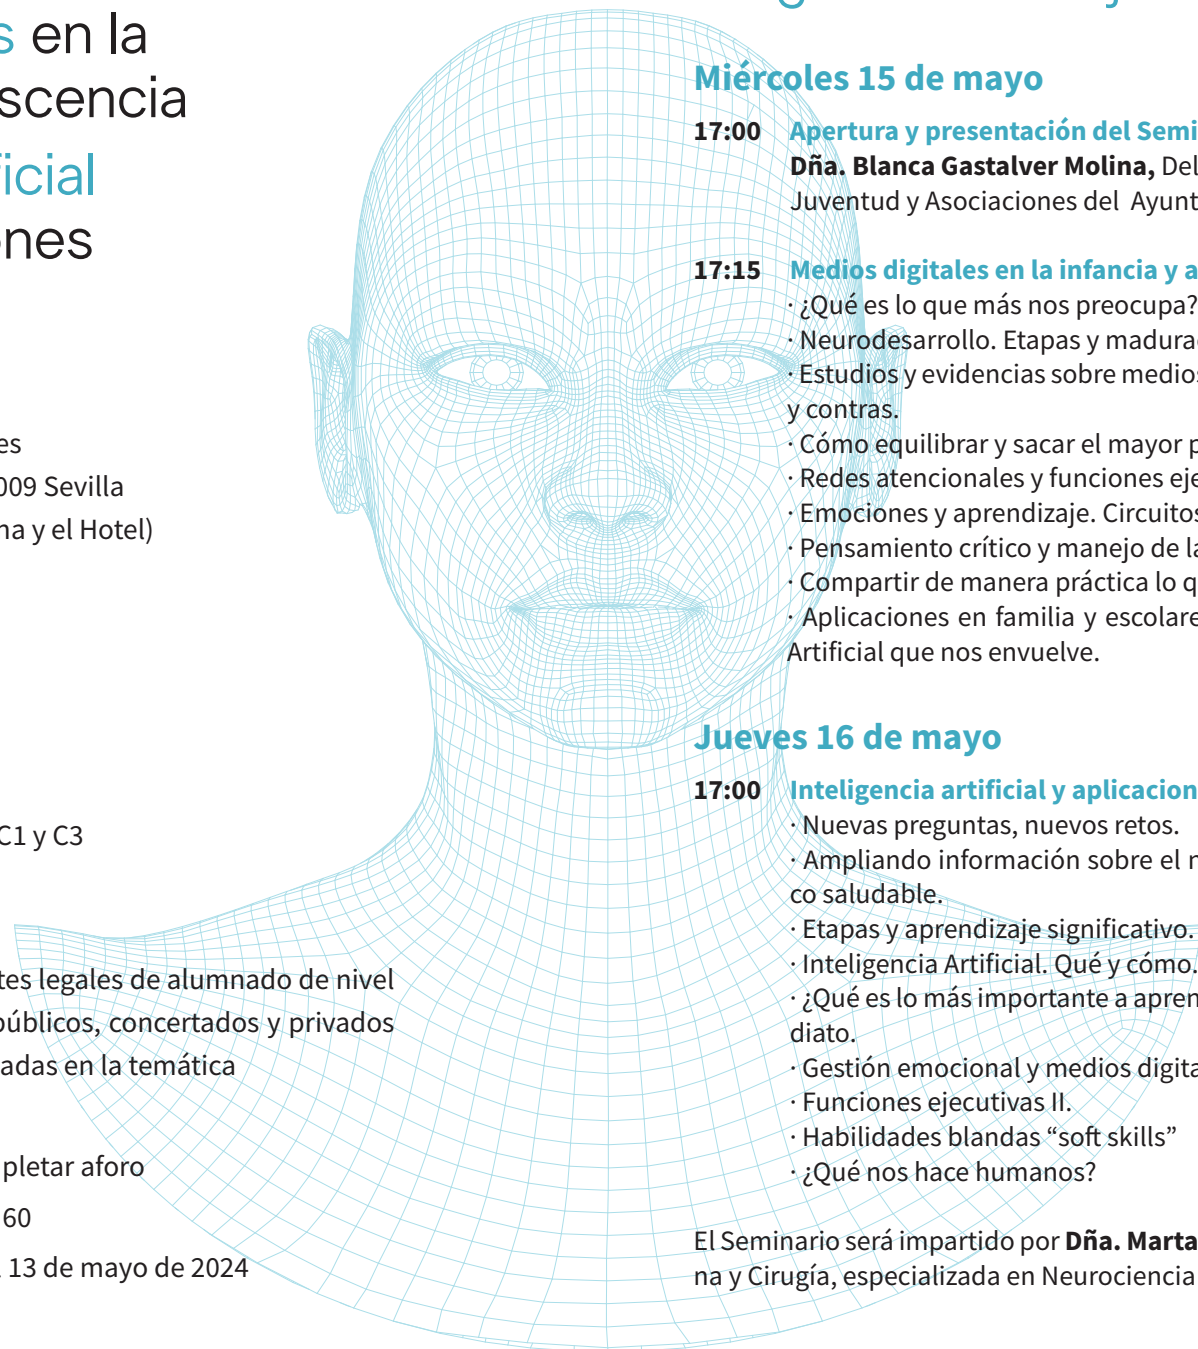 s en la
scencia
icial
nes
es
009 Sevilla
na y el Hotel)
C1 y C3
tes legales de alumnado de nivel
públicos, concertados y privados
adas en la temática
pletar aforo
60
13 de mayo de 2024
Miércoles 15 de mayo
17:00 Apertura y presentación del Semi
Dña. Blanca Gastalver Molina, Del
Juventud y Asociaciones del Ayunt
17:15 Medios digitales en la infancia y a
· ¿Qué es lo que más nos preocupa?
· Neurodesarrollo. Etapas y madura
· Estudios y evidencias sobre medios
y contras.
· Cómo equilibrar y sacar el mayor p
· Redes atencionales y funciones eje
· Emociones y aprendizaje. Circuitos
· Pensamiento crítico y manejo de la
· Compartir de manera práctica lo q
· Aplicaciones en familia y escolare
Artificial que nos envuelve.
Jueves 16 de mayo
17:00 Inteligencia artificial y aplicacion
· Nuevas preguntas, nuevos retos.
· Ampliando información sobre el n
co saludable.
· Etapas y aprendizaje significativo.
· Inteligencia Artificial. Qué y cómo.
· ¿Qué es lo más importante a apren
diato.
· Gestión emocional y medios digita
· Funciones ejecutivas II.
· Habilidades blandas “soft skills”
· ¿Qué nos hace humanos?
El Seminario será impartido por Dña. Marta
na y Cirugía, especializada en Neurociencia